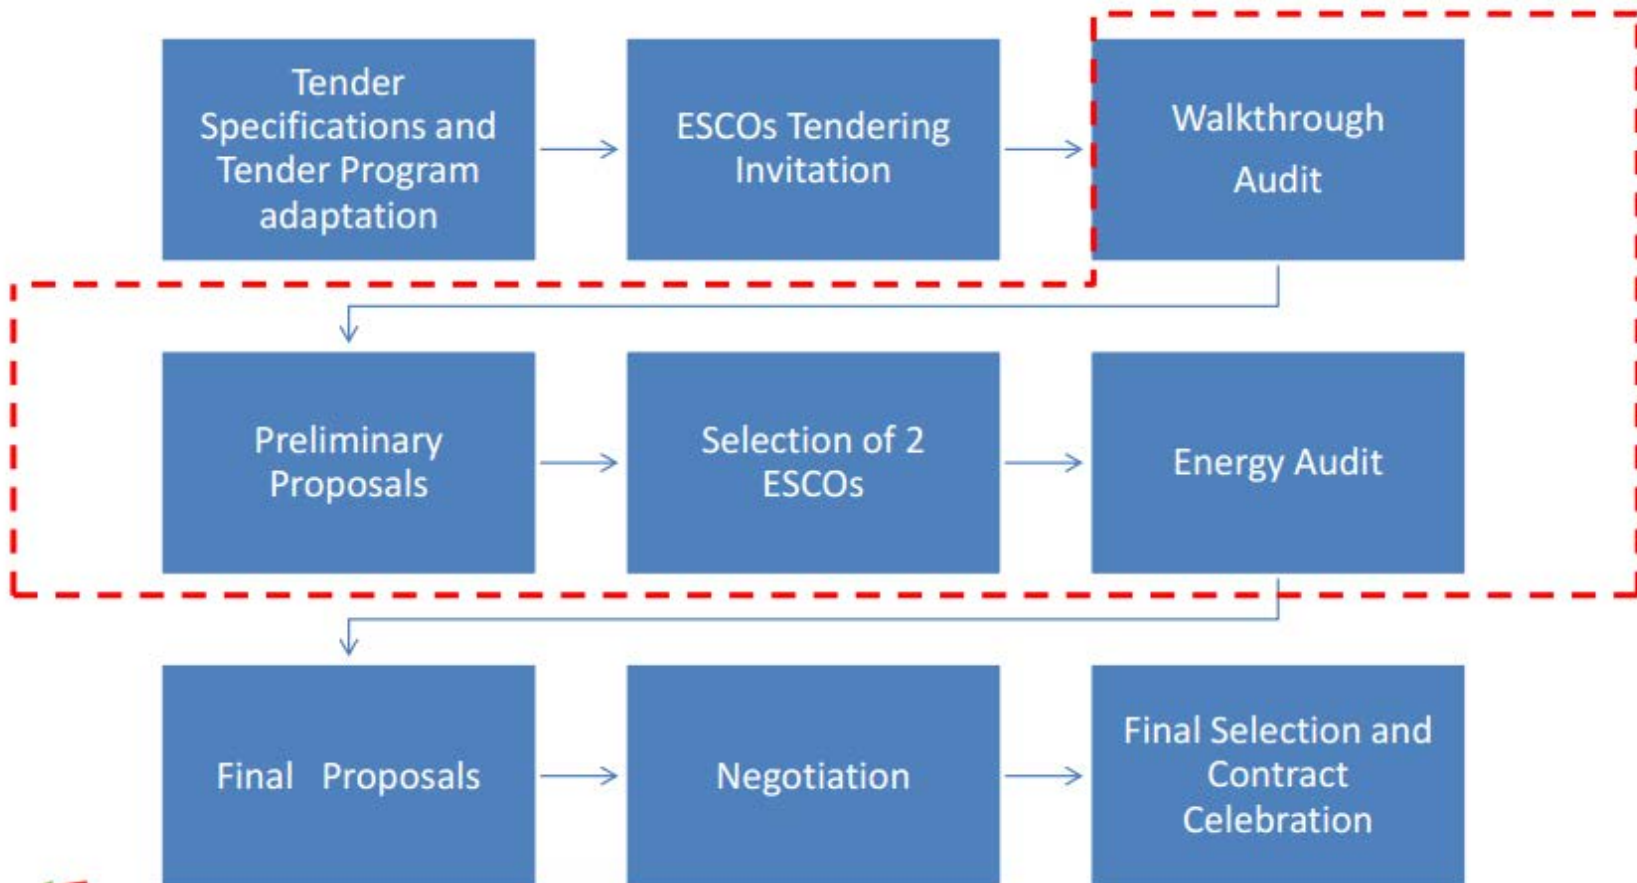 Tender
Specifications and
Tender Program
adaptation
ESCOs Tendering
Invitation
Walkthrough
Audit
Preliminary
Proposals
Selection of 2
ESCOs
Energy Audit
Final Proposals
Negotiation
Final Selection and
Contract
Celebration